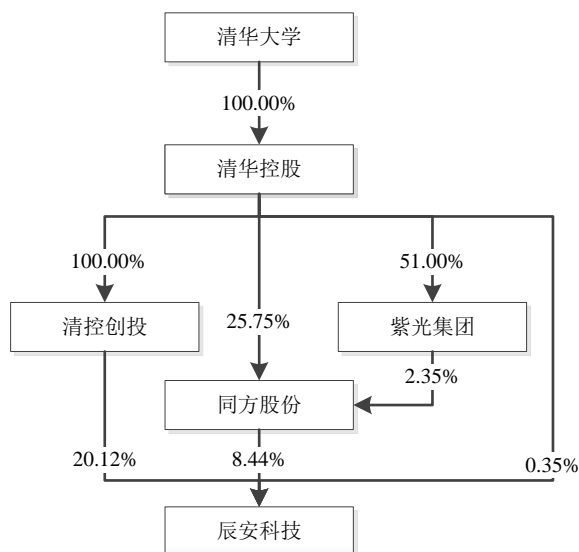 清华大学
100.00%
清华控股
100.00%
51.00%
清控创投
25.75%
紫光集团
2.35%
同方股份
20.12%
8.44%
0.35%
辰安科技